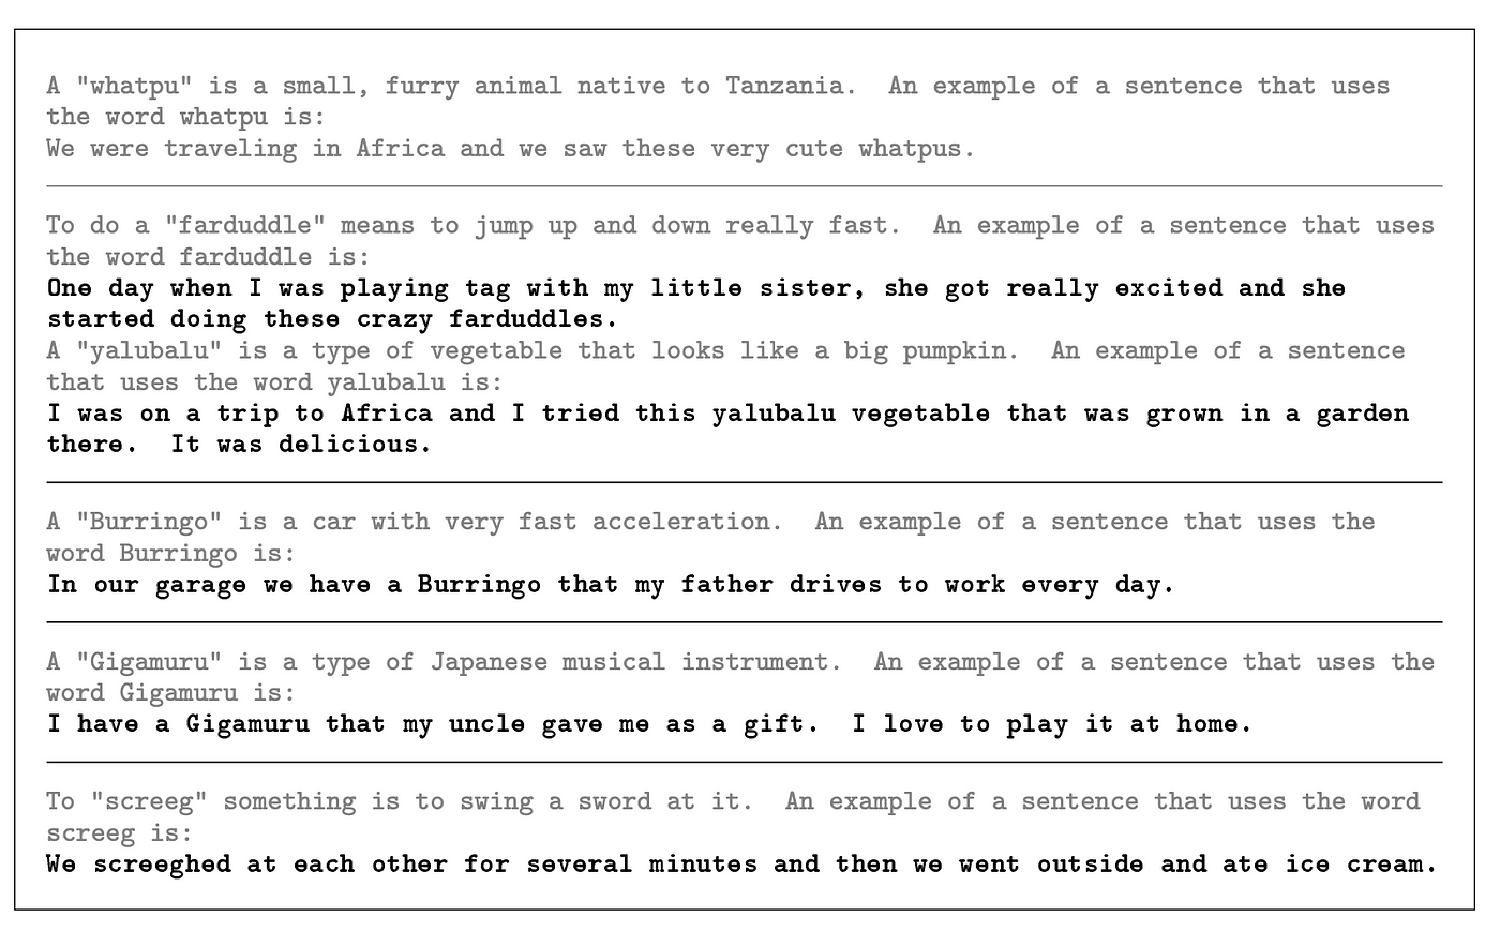 A "whatpu" is a small, furry animal native to Tanzania.  An example of a sentence that uses
the word whatpu is:
We were traveling in Africa and we saw these very cute whatpus.
To do a "farduddle" means to jump up and down really fast.  An example of a sentence that uses
the word farduddle is:
One day when I was playing tag with my little sister, she got really excited and she
started doing these crazy farduddles.
A "yalubalu" is a type of vegetable that looks like a big pumpkin.  An example of a sentence
that uses the word yalubalu is:
I was on a trip to Africa and I tried this yalubalu vegetable that was grown in a garden
there.  It was delicious.
A "Burringo" is a car with very fast acceleration.  An example of a sentence that uses the
word Burringo is:
In our garage we have a Burringo that my father drives to work every day.
A "Gigamuru" is a type of Japanese musical instrument.  An example of a sentence that uses the
word Gigamuru is:
I have a Gigamuru that my uncle gave me as a gift.  I love to play it at home.
To "screeg" something is to swing a sword at it.  An example of a sentence that uses the word
screeg is:
We screeghed at each other for several minutes and then we went outside and ate ice cream.